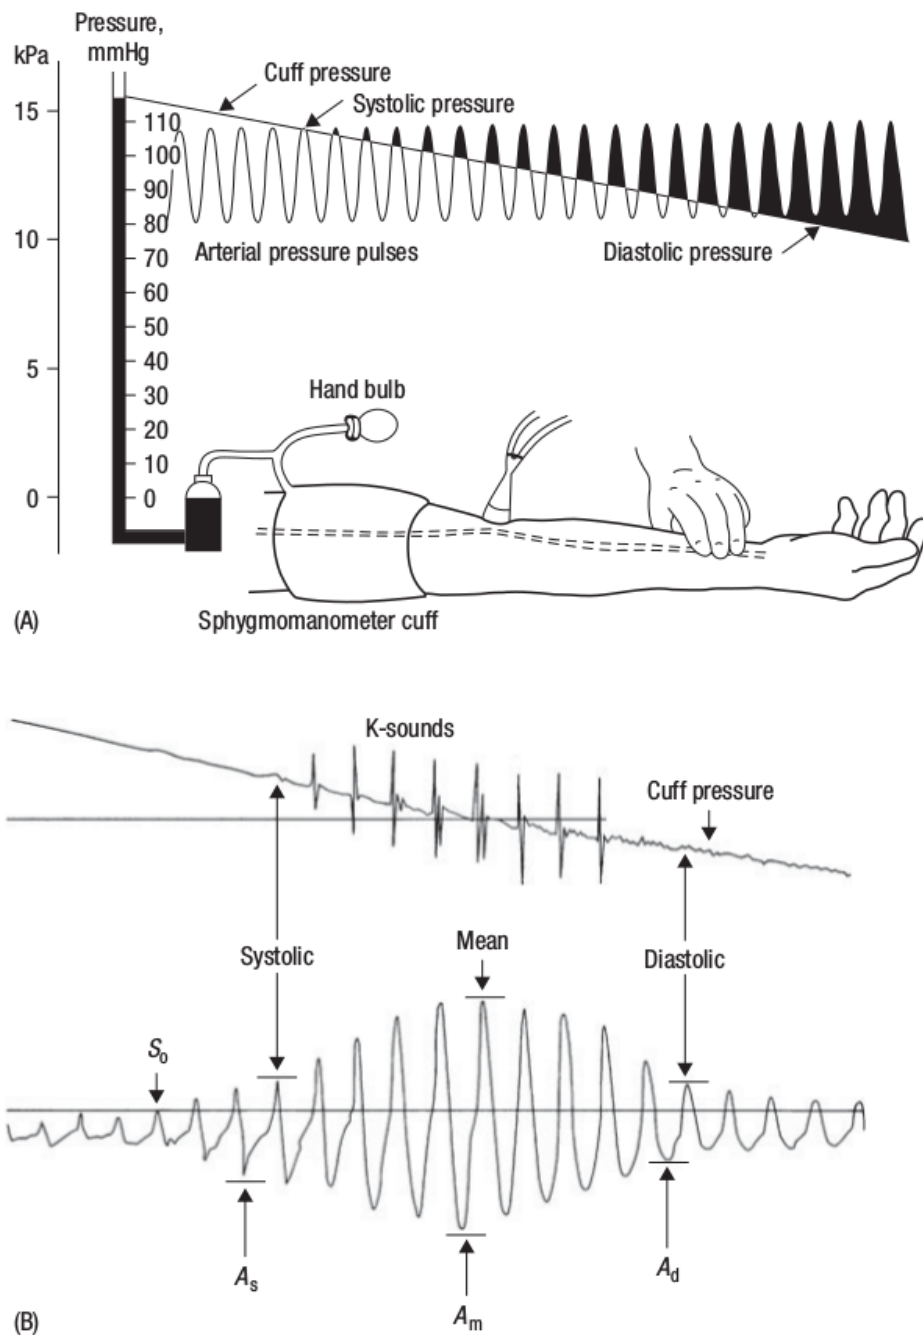 Pressure,
kPa
mmHg
Cuff pressure
Systolic pressure
15
110
100
90
80
10
Arterial pressure pulses
Diastolic pressure
70
60
50
40
5
30
Hand bulb
20
10
0
0
Sphygmomanometer cuff
(A)
K-sounds
Cuff pressure
Mean
Systolic
Diastolic
So
As
Ad
Am
(B)